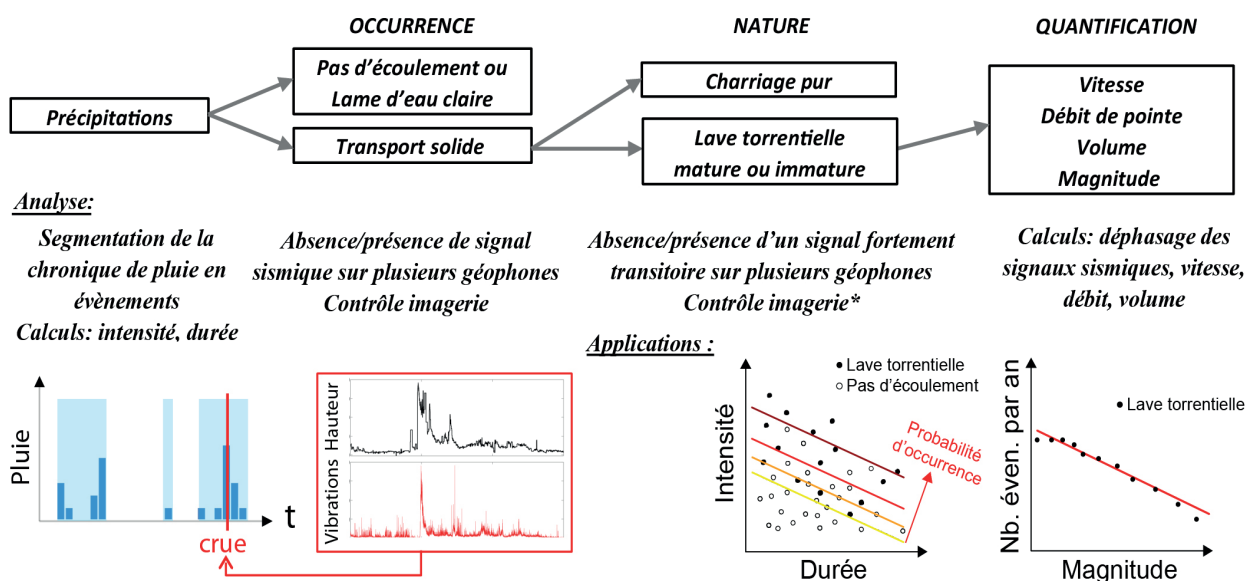 OCCURRENCE
NATURE
QUANTIFICATION
Précipitations
Pas d'écoulement ou
Lame d'eau claire
Transport solide
Charriage pur
Lave torrentielle
mature ou immature
Vitesse
Débit de pointe
Volume
Magnitude
Analyse:
Segmentation de la
chronique de pluie en
évènements
Calculs: intensité, durée
Absence/présence de signal
sismique sur plusieurs géophones
Contrôle imagerie
Absence/présence d'un signal fortement
transitoire sur plusieurs géophones
Contrôle imagerie*
Calculs: déphasage des
signaux sismiques, vitesse,
débit, volume
Applications :
Pluie
t
crue
Hauteur
Vibrations
Lave torrentielle
Pas d'écoulement
Intensité
Durée
Probabilité
d'occurrence
Nb. éven. par an
Lave torrentielle
Magnitude